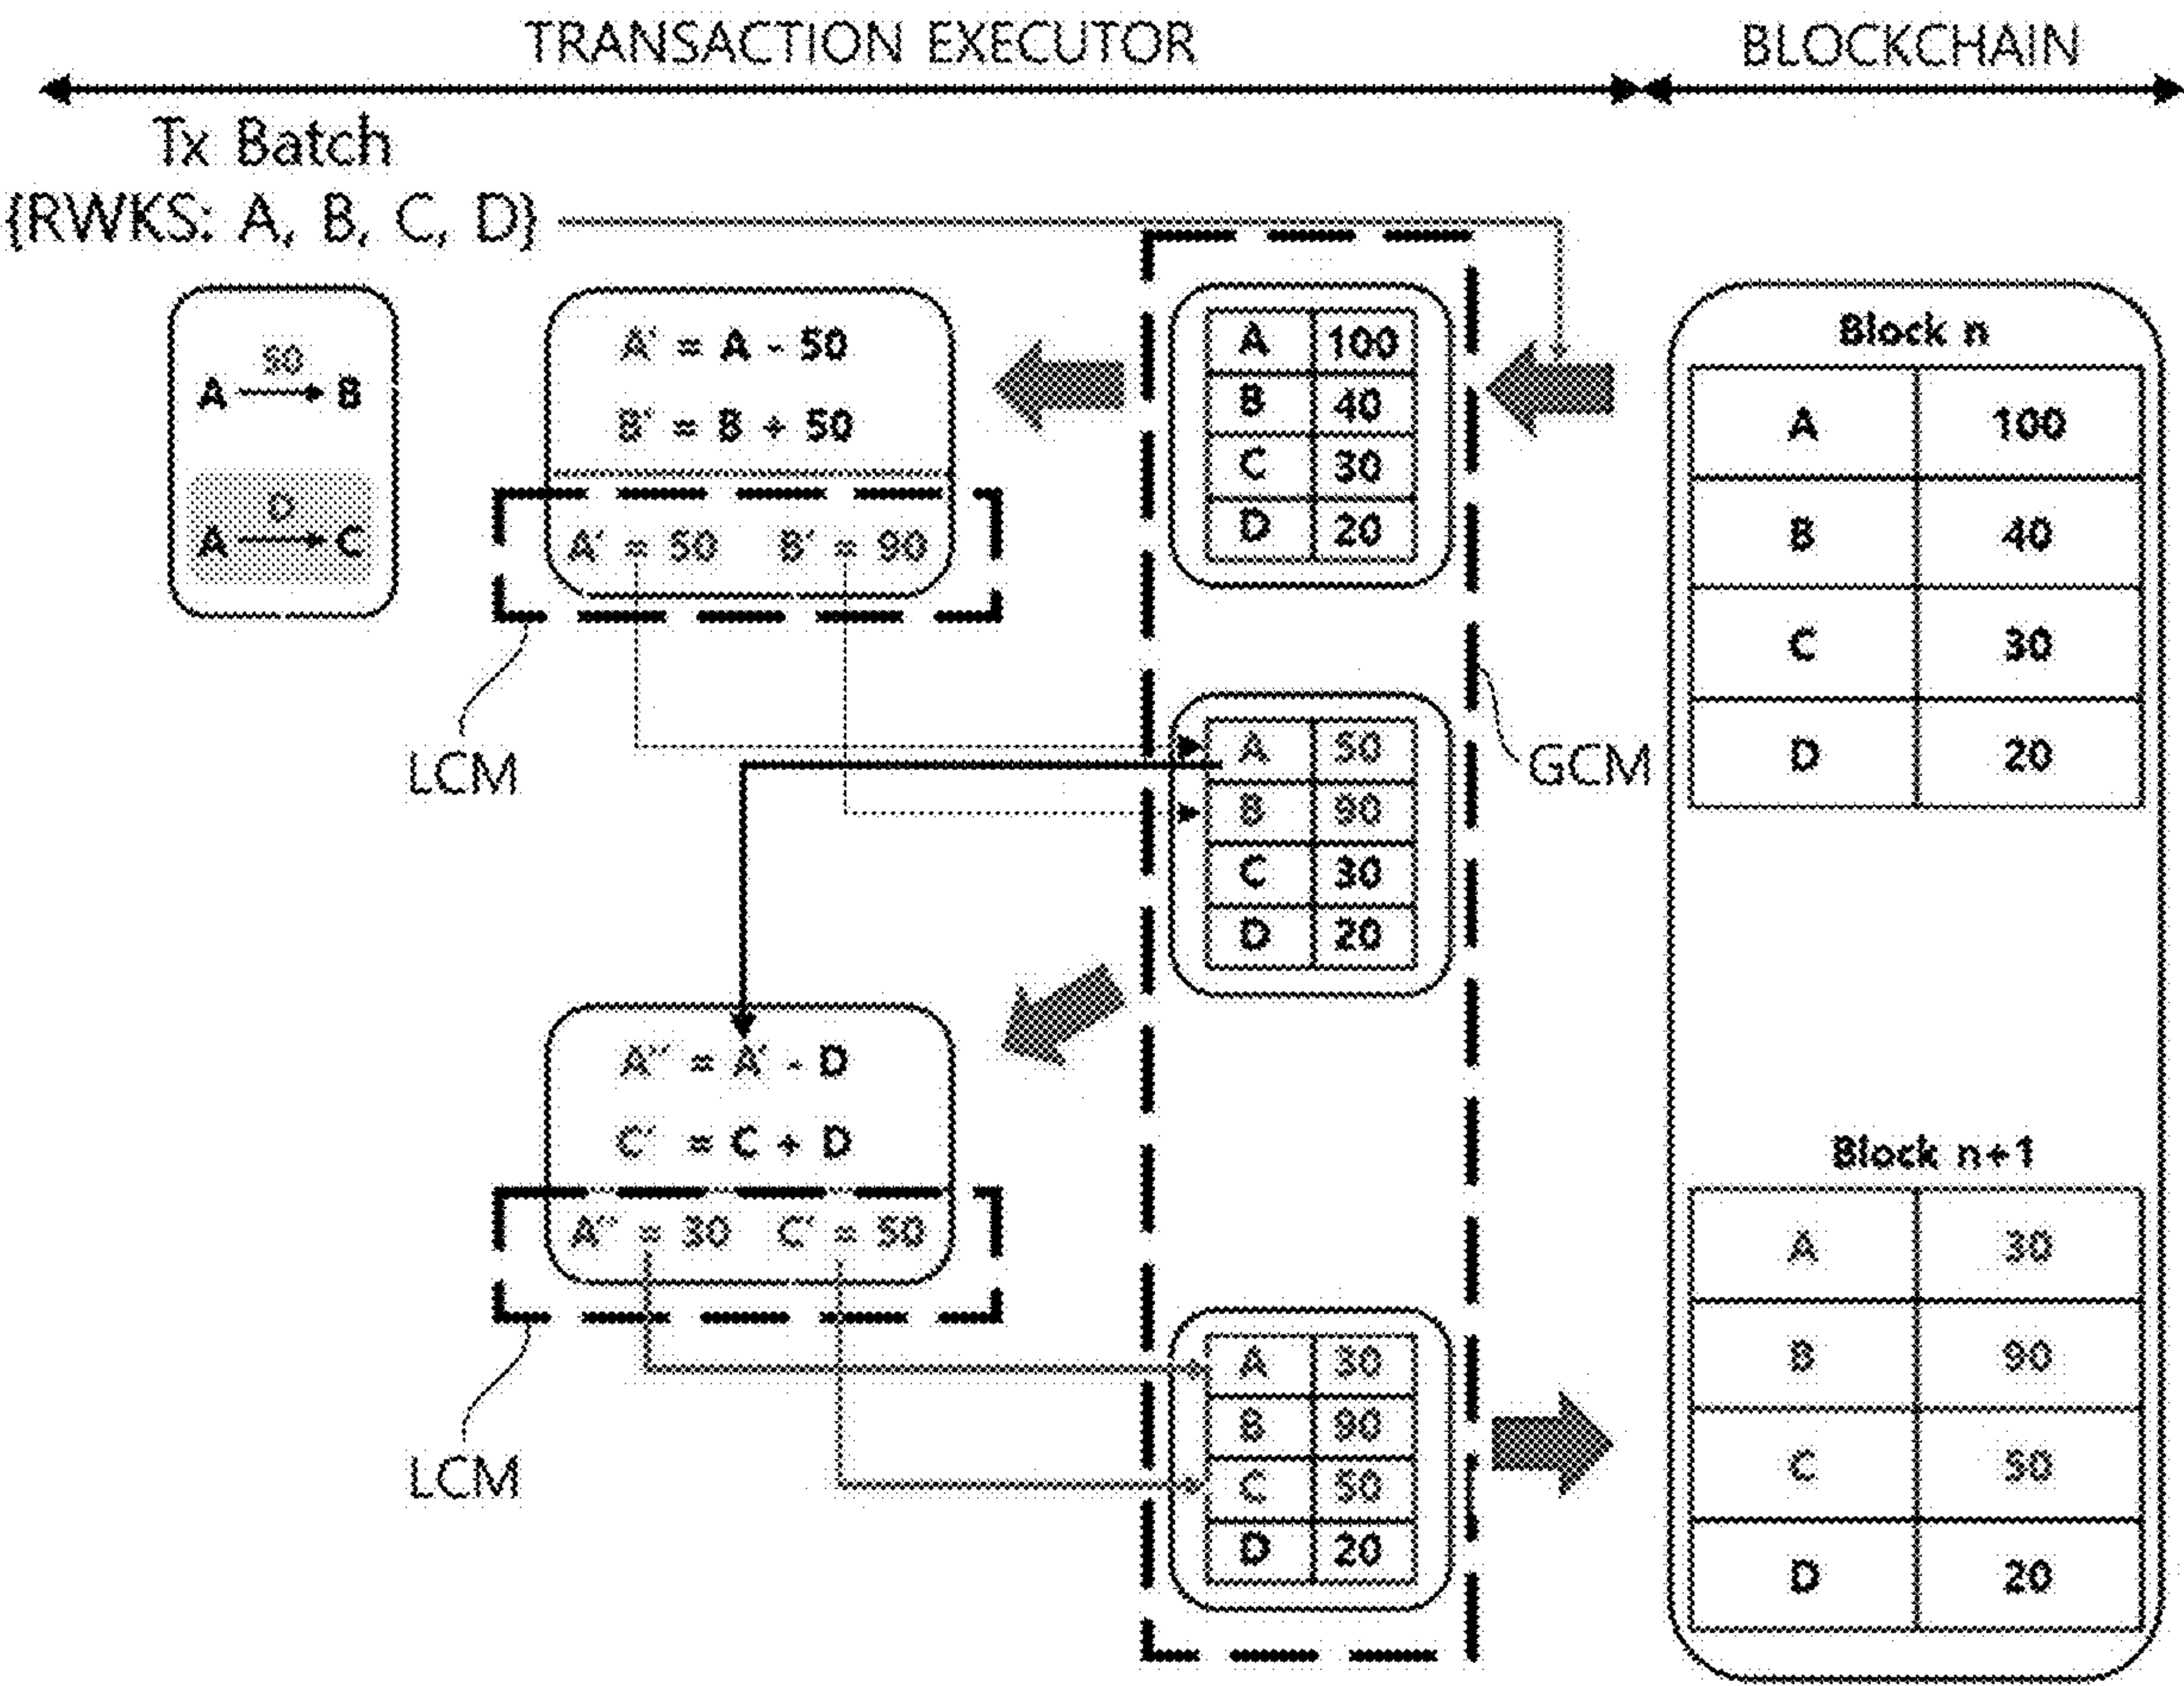 TRANSACTION EXECUTOR
BLOCKCHAIN
Tx Batch
{RWKS: A, B, C, D}
50
A B
D
A C
A' = A - 50
B' = B + 50
A' = 50 B' = 90
LCM
A 100
B 40
C 30
D 20
A 50
B 90
C 30
D 20
GCM
A'' = A' - D
C' = C + D
A'' = 30 C' = 50
LCM
A 30
B 90
C 50
D 20
Block n
A 100
B 40
C 30
D 20
Block n+1
A 30
B 90
C 50
D 20